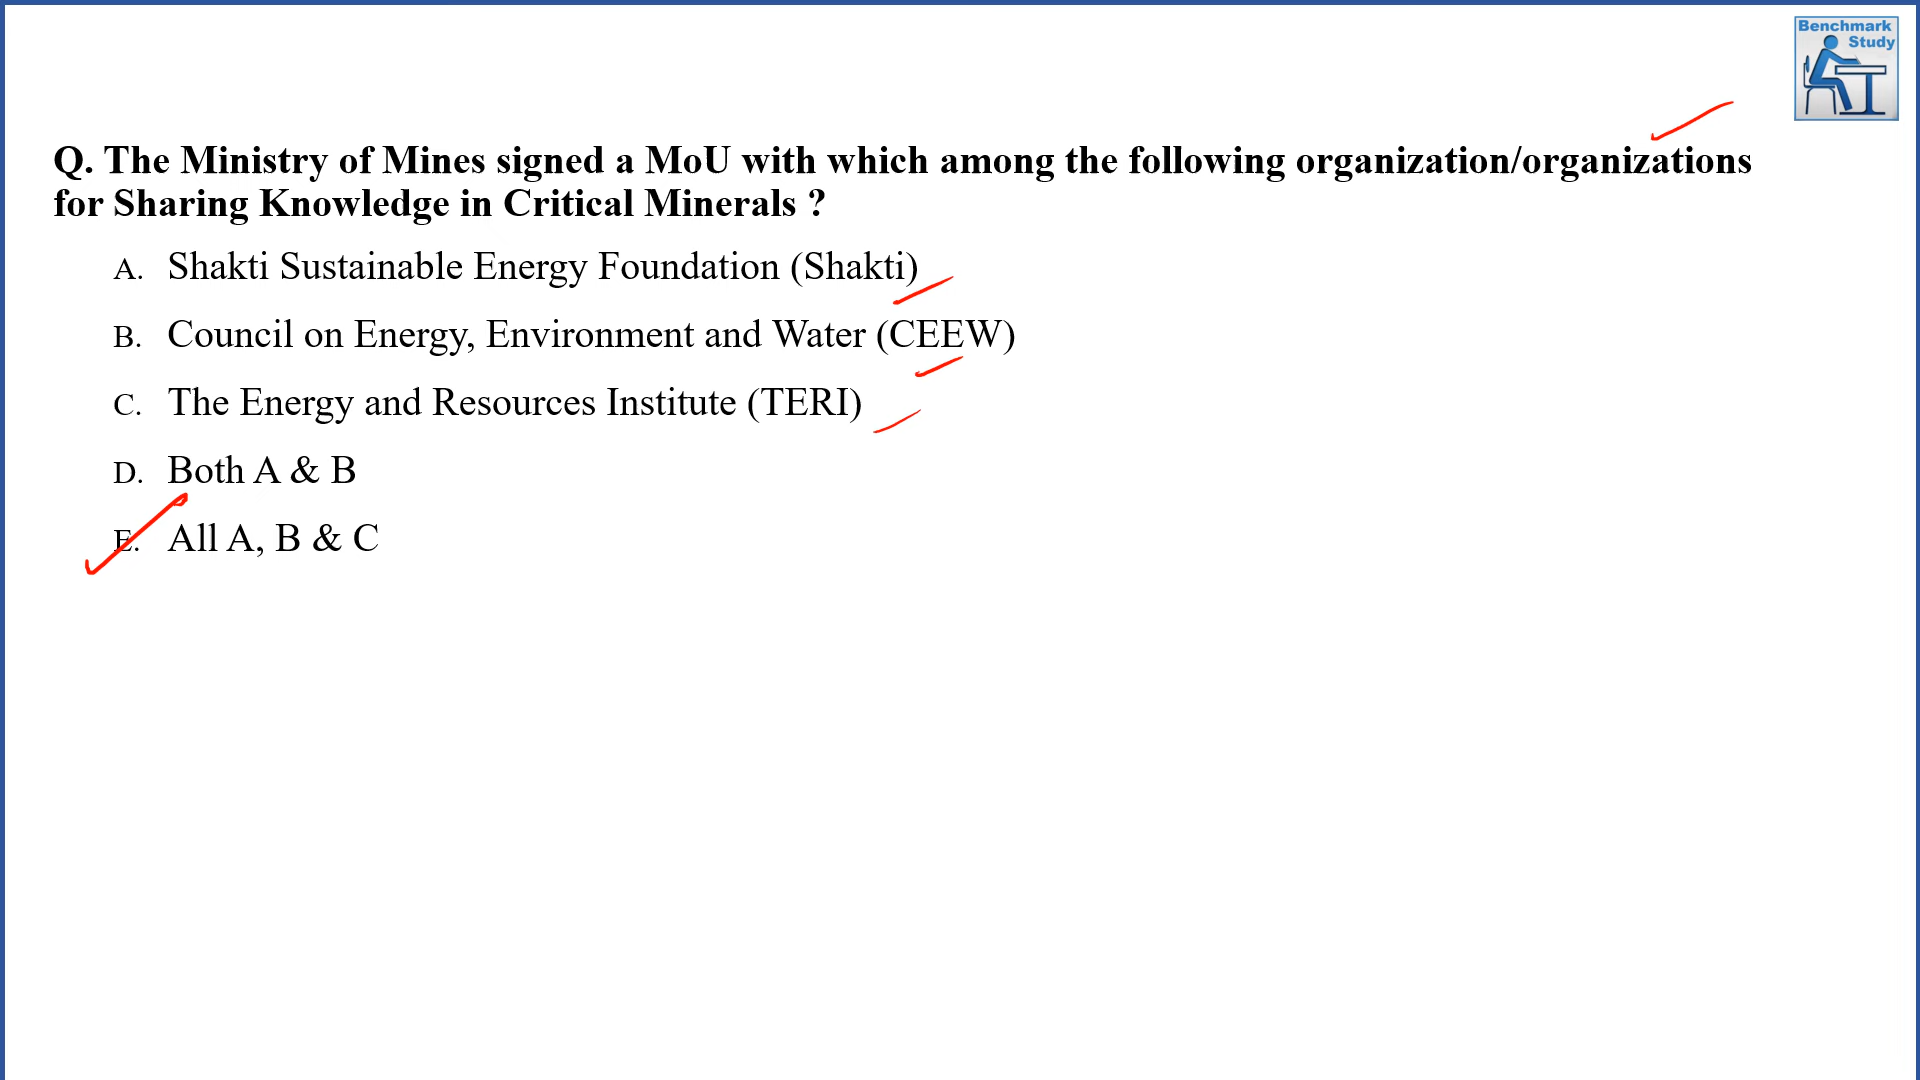 Benchmark
Study
Q. The Ministry of Mines signed a MoU with which among the following organization/organizations
for Sharing Knowledge in Critical Minerals ?
A. Shakti Sustainable Energy Foundation (Shakti)
B. Council on Energy, Environment and Water (CEEW)
C. The Energy and Resources Institute (TERI)
D. Both A & B
E. All A, B & C